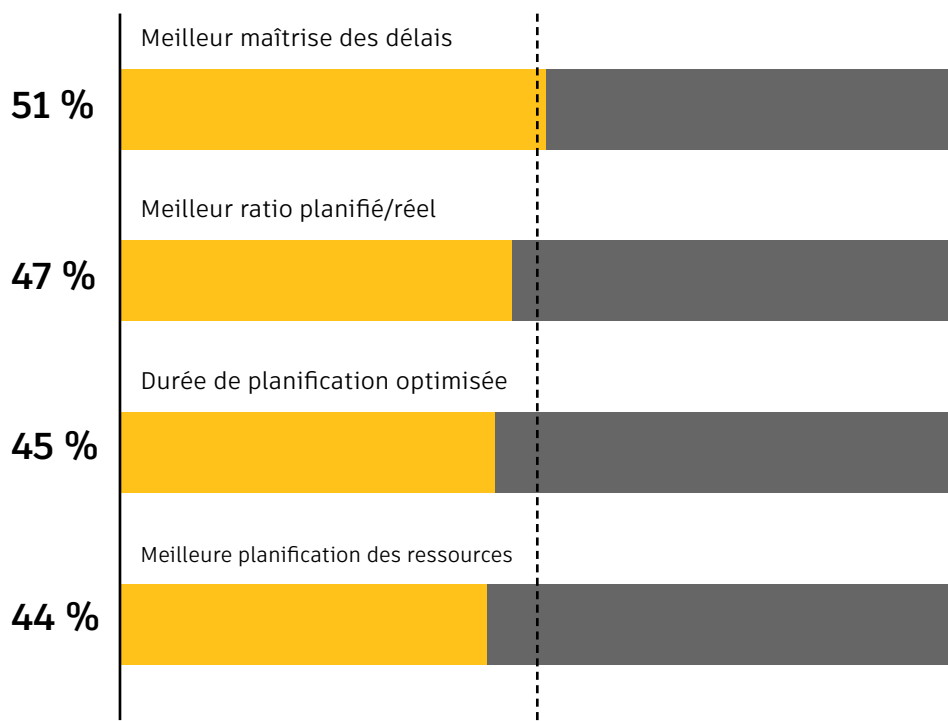 Meilleur maîtrise des délais
51 %
Meilleur ratio planifié/réel
47 %
Durée de planification optimisée
45 %
Meilleure planification des ressources
44 %